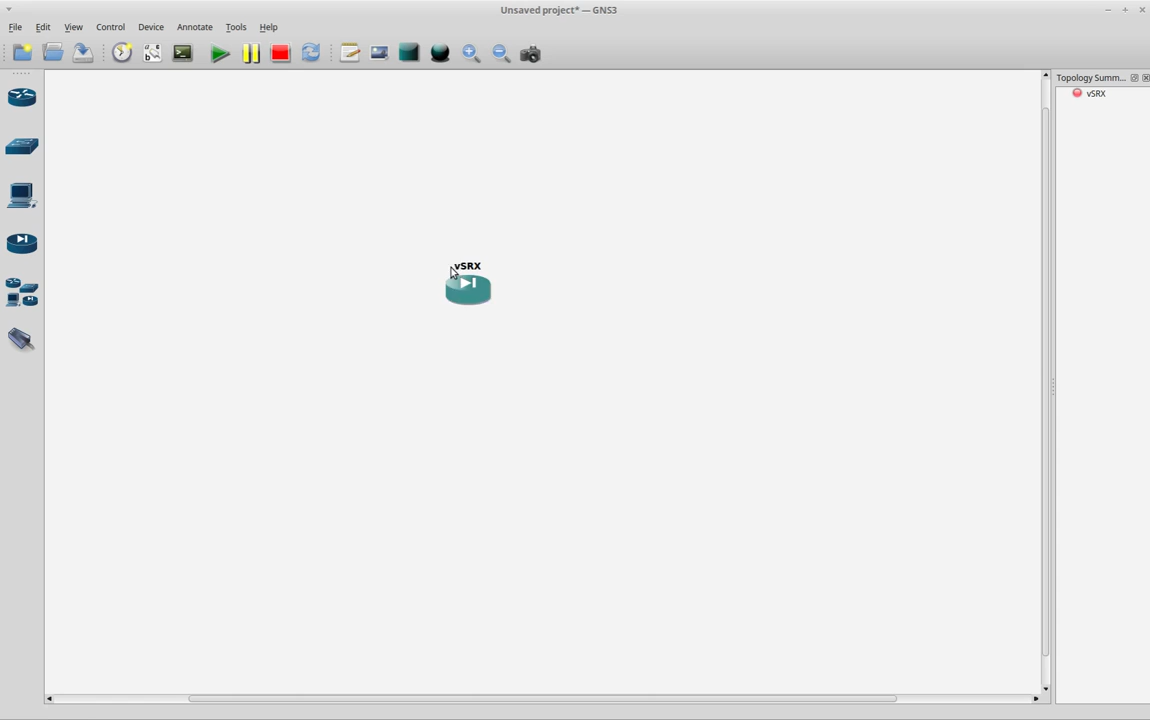 Unsaved project* — GNS3
File Edit View Control Device Annotate Tools Help
Topology Summ...
vSRX
vSRX